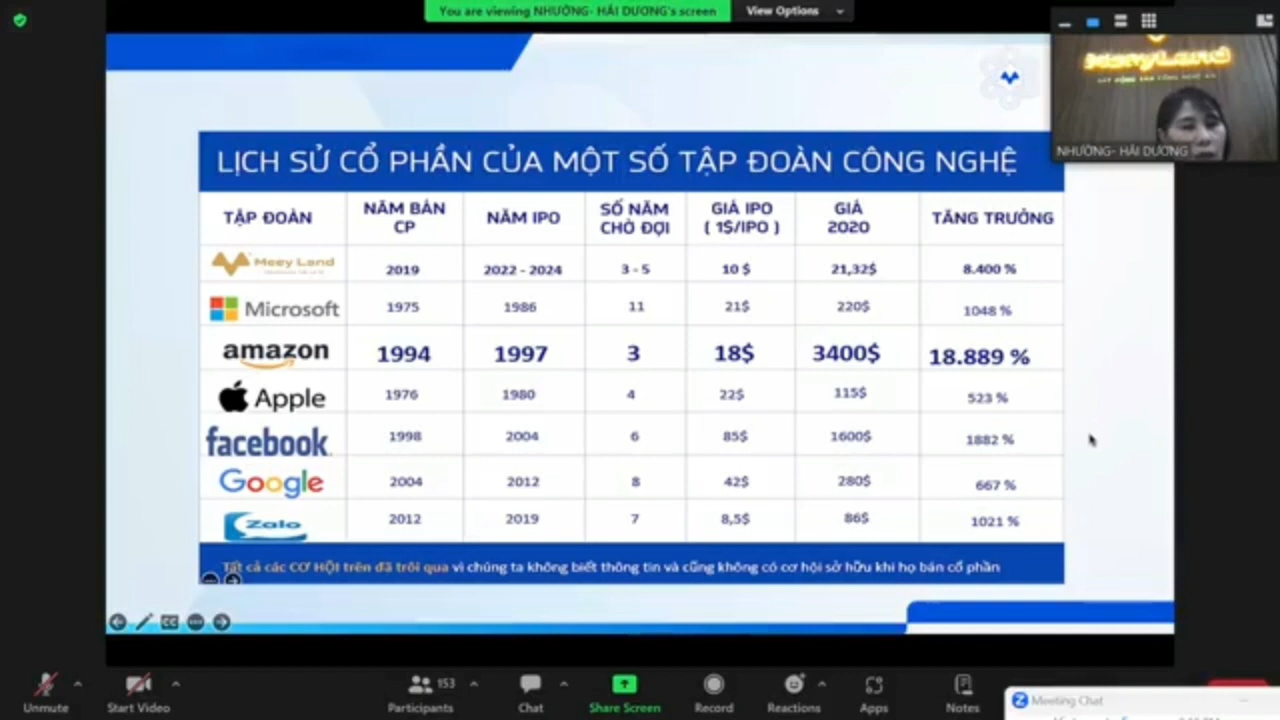 You are viewing NHƯỜNG- HẢI DƯƠNG's screen View Options
MeeyLand
NHƯỜNG- HẢI DƯƠNG
LỊCH SỬ CỔ PHẦN CỦA MỘT SỐ TẬP ĐOÀN CÔNG NGHỆ
TẬP ĐOÀN NĂM BÁN CP NĂM IPO SỐ NĂM CHỜ ĐỢI GIÁ IPO ( 1$/IPO ) GIÁ 2020 TĂNG TRƯỞNG
Meey Land 2019 2022 - 2024 3 - 5 10 $ 21,32$ 8.400 %
Microsoft 1975 1986 11 21$ 220$ 1048 %
amazon 1994 1997 3 18$ 3400$ 18.889 %
Apple 1976 1980 4 22$ 115$ 523 %
facebook 1998 2004 6 85$ 1600$ 1882 %
Google 2004 2012 8 42$ 280$ 667 %
Zalo 2012 2019 7 8,5$ 86$ 1021 %
Tất cả các CƠ HỘI trên đã trôi qua vì chúng ta không biết thông tin và cũng không có cơ hội sở hữu khi họ bán cổ phần
Unmute Start Video Participants 153 Chat Share Screen Record Reactions Apps Notes
Meeting Chat